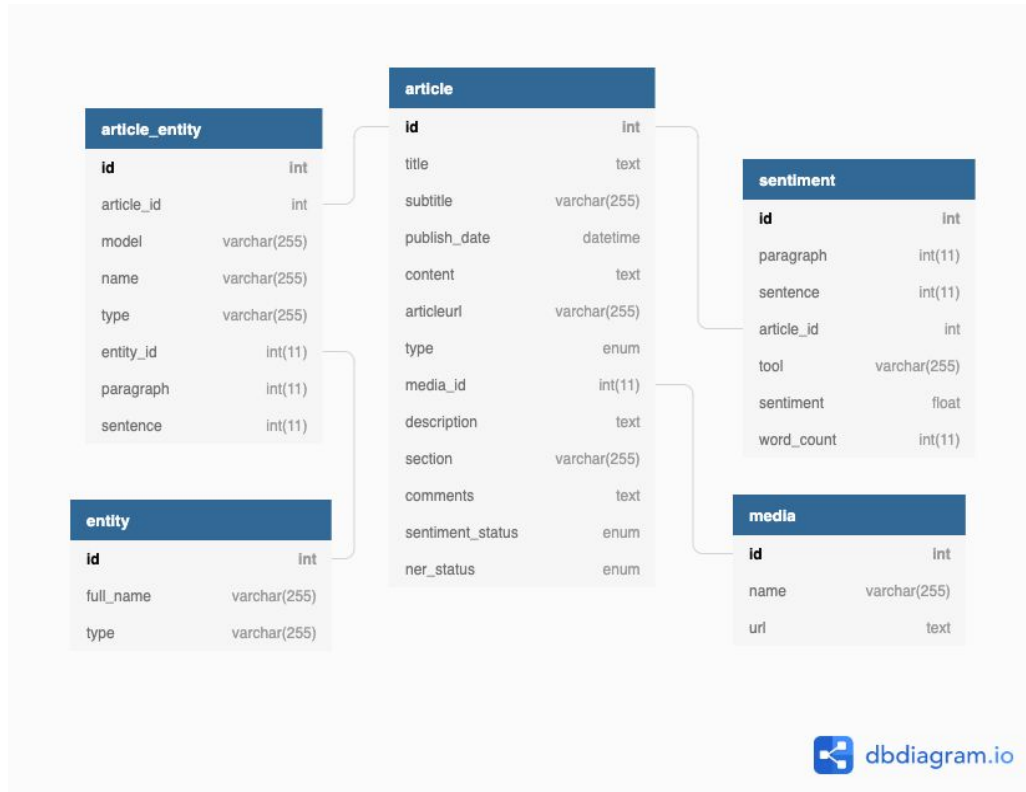 article_entity
id int
article_id int
model varchar(255)
name varchar(255)
type varchar(255)
entity_id int(11)
paragraph int(11)
sentence int(11)
entity
id int
full_name varchar(255)
type varchar(255)
article
id int
title text
subtitle varchar(255)
publish_date datetime
content text
articleurl varchar(255)
type enum
media_id int(11)
description text
section varchar(255)
comments text
sentiment_status enum
ner_status enum
sentiment
id int
paragraph int(11)
sentence int(11)
article_id int
tool varchar(255)
sentiment float
word_count int(11)
media
id int
name varchar(255)
url text
dbdiagram.io